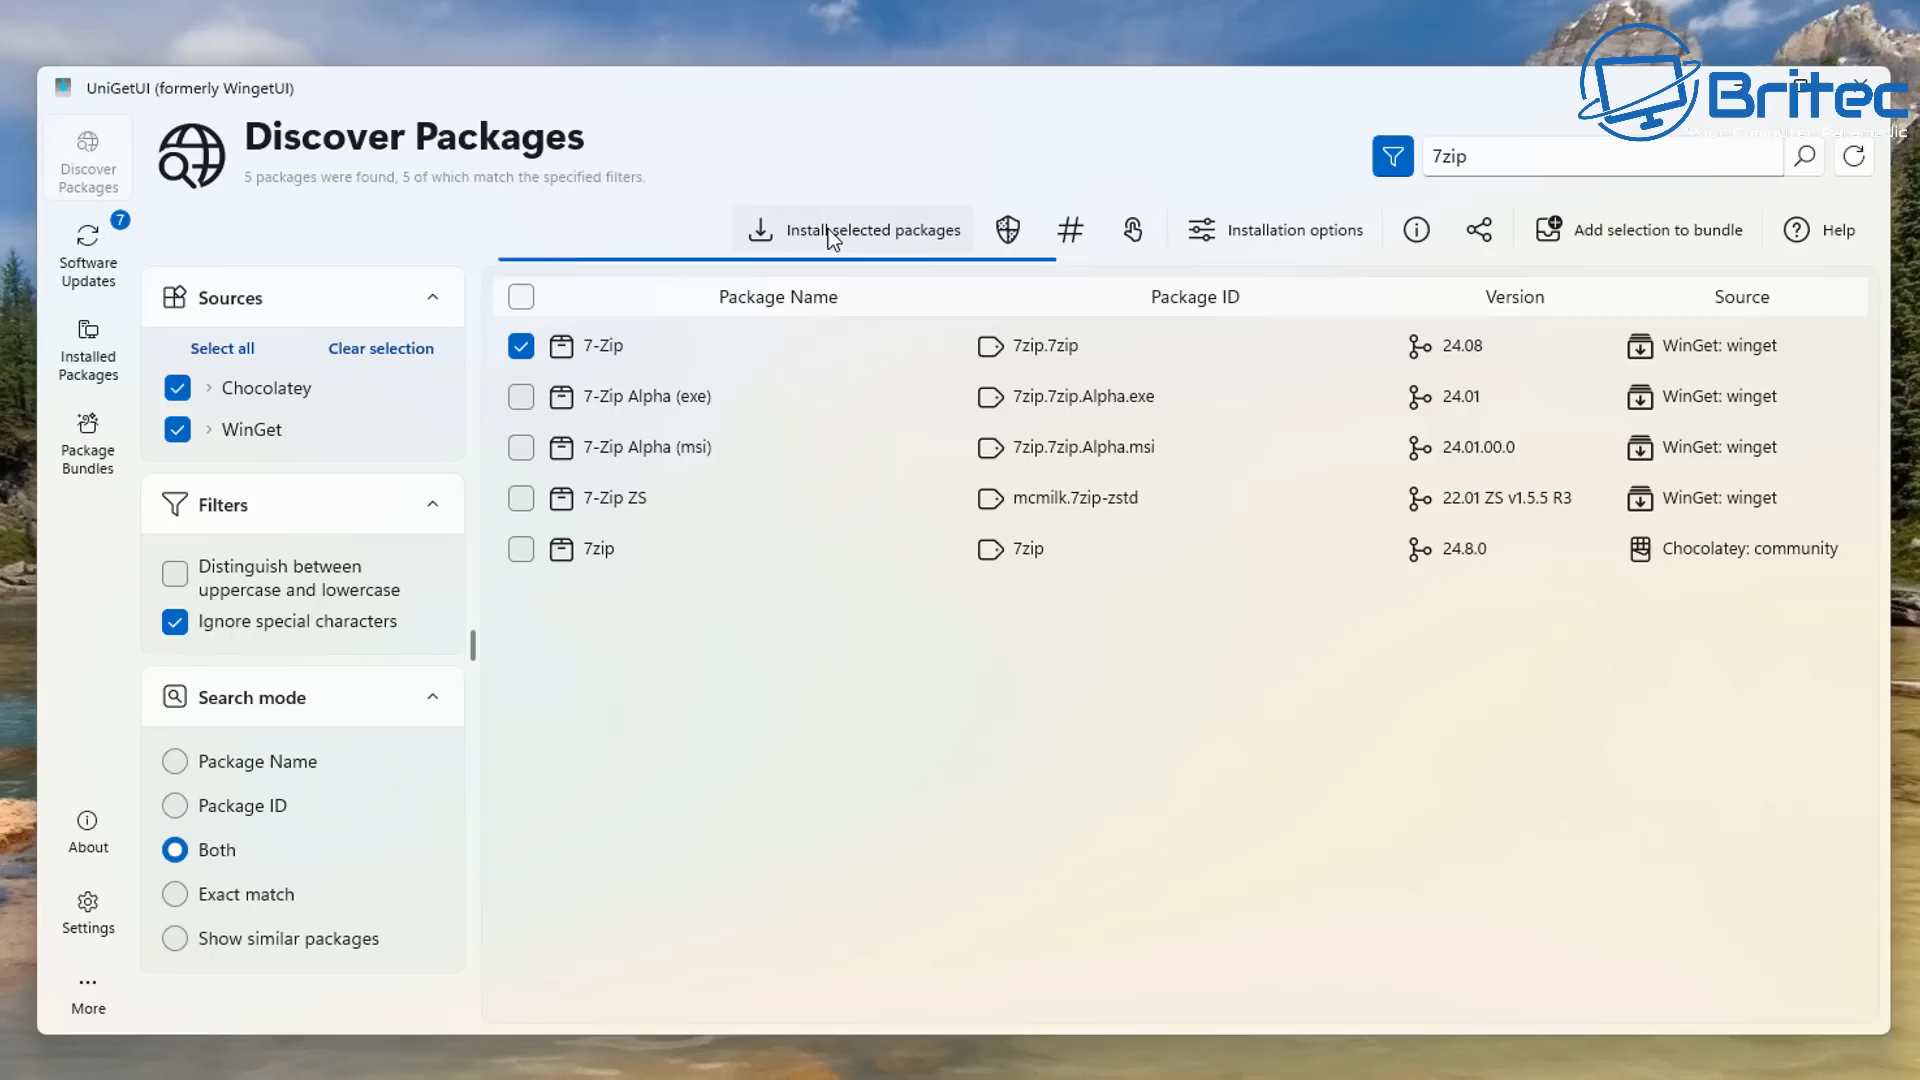 UniGetUI (formerly WingetUI)
Britec
Discover Packages
5 packages were found, 5 of which match the specified filters.
7zip
Discover
Packages
7
Software
Updates
Installed
Packages
Package
Bundles
About
Settings
More
Install selected packages
Installation options
Add selection to bundle
Help
Sources
Select all
Clear selection
Chocolatey
WinGet
Filters
Distinguish between
uppercase and lowercase
Ignore special characters
Search mode
Package Name
Package ID
Both
Exact match
Show similar packages
Package Name Package ID Version Source
7-Zip 7zip.7zip 24.08 WinGet: winget
7-Zip Alpha (exe) 7zip.7zip.Alpha.exe 24.01 WinGet: winget
7-Zip Alpha (msi) 7zip.7zip.Alpha.msi 24.01.00.0 WinGet: winget
7-Zip ZS mcmilk.7zip-zstd 22.01 ZS v1.5.5 R3 WinGet: winget
7zip 7zip 24.8.0 Chocolatey: community